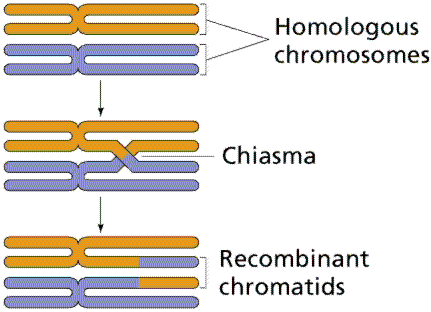 Homologous
chromosomes
Chiasma
Recombinant
chromatids